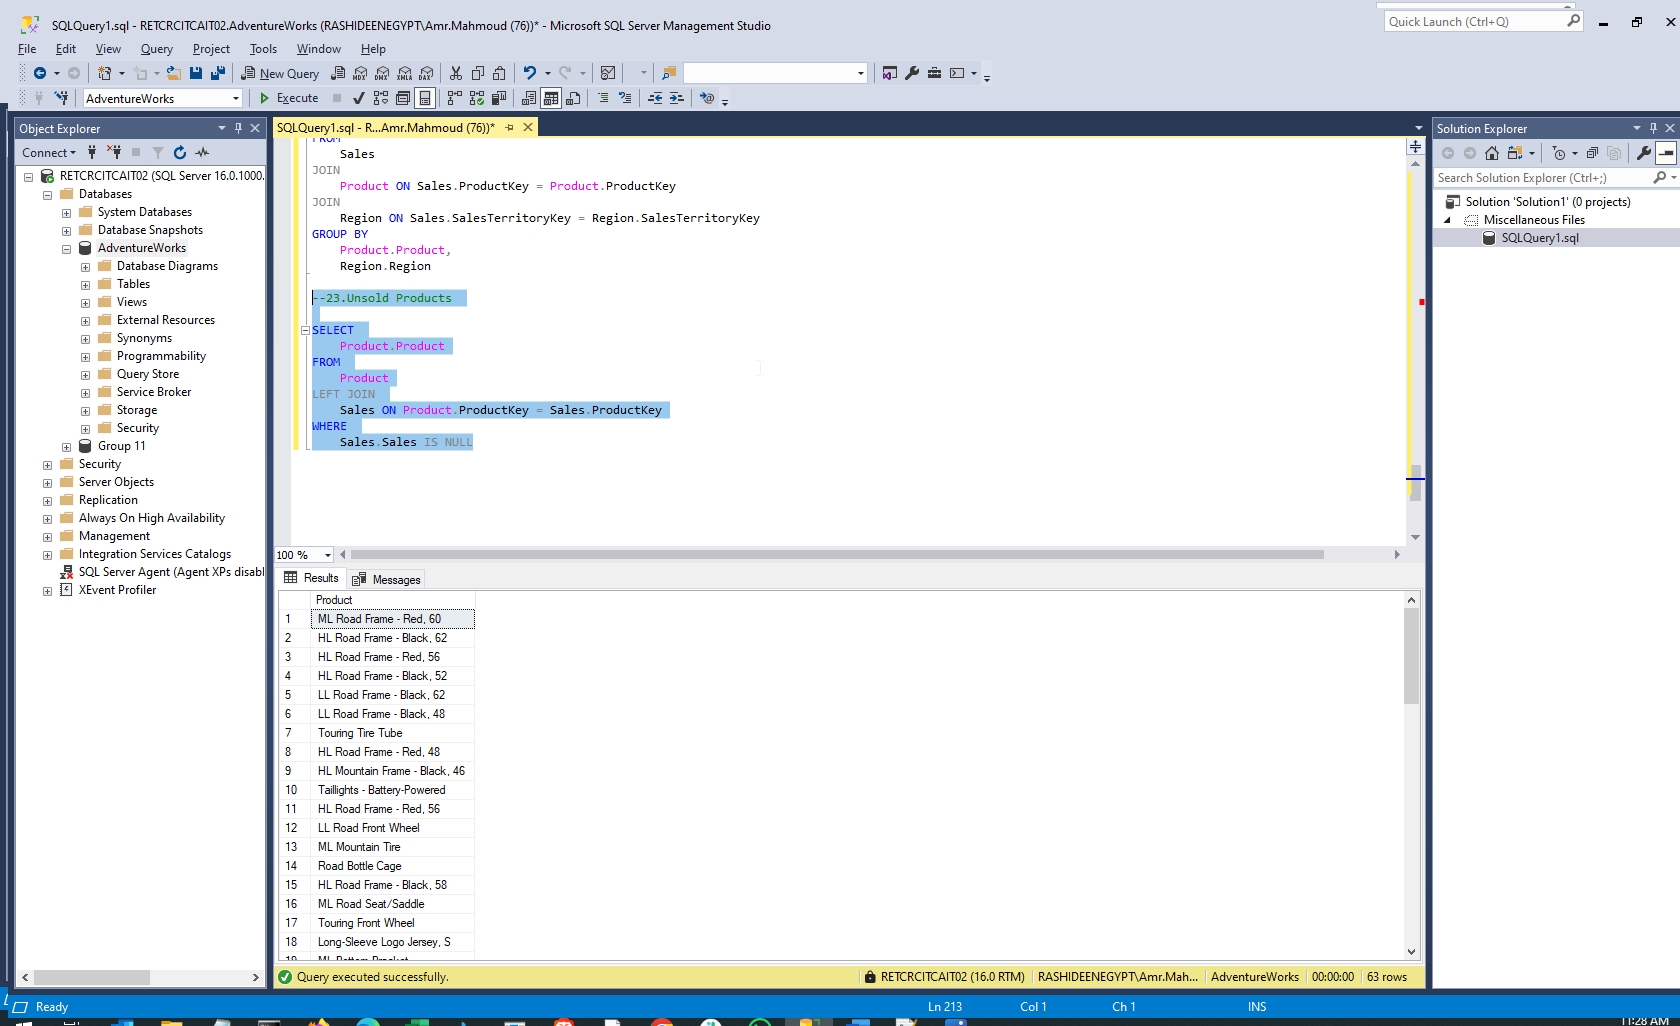 SQLQuery1.sql - RETCRCITCAIT02.AdventureWorks (RASHIDEENEGYPT\Amr.Mahmoud (76))* - Microsoft SQL Server Management Studio
Quick Launch (Ctrl+Q)
File Edit View Query Project Tools Window Help
New Query
MDX DMX XMLA DAX
AdventureWorks
Execute
Object Explorer
Connect
RETCRCITCAIT02 (SQL Server 16.0.1000.
Databases
System Databases
Database Snapshots
AdventureWorks
Database Diagrams
Tables
Views
External Resources
Synonyms
Programmability
Query Store
Service Broker
Storage
Security
Group 11
Security
Server Objects
Replication
Always On High Availability
Management
Integration Services Catalogs
SQL Server Agent (Agent XPs disabl
XEvent Profiler
SQLQuery1.sql - R...Amr.Mahmoud (76))*
FROM
Sales
JOIN
Product ON Sales.ProductKey = Product.ProductKey
JOIN
Region ON Sales.SalesTerritoryKey = Region.SalesTerritoryKey
GROUP BY
Product.Product,
Region.Region
--23.Unsold Products
SELECT
Product.Product
FROM
Product
LEFT JOIN
Sales ON Product.ProductKey = Sales.ProductKey
WHERE
Sales.Sales IS NULL
100 %
Results Messages
Product
1 ML Road Frame - Red, 60
2 HL Road Frame - Black, 62
3 HL Road Frame - Red, 56
4 HL Road Frame - Black, 52
5 LL Road Frame - Black, 62
6 LL Road Frame - Black, 48
7 Touring Tire Tube
8 HL Road Frame - Red, 48
9 HL Mountain Frame - Black, 46
10 Taillights - Battery-Powered
11 HL Road Frame - Red, 56
12 LL Road Front Wheel
13 ML Mountain Tire
14 Road Bottle Cage
15 HL Road Frame - Black, 58
16 ML Road Seat/Saddle
17 Touring Front Wheel
18 Long-Sleeve Logo Jersey, S
19 ML Bottom Bracket
Query executed successfully.
RETCRCITCAIT02 (16.0 RTM) RASHIDEENEGYPT\Amr.Mah... AdventureWorks 00:00:00 63 rows
Solution Explorer
Search Solution Explorer (Ctrl+;)
Solution 'Solution1' (0 projects)
Miscellaneous Files
SQLQuery1.sql
Ready
Ln 213 Col 1 Ch 1 INS
11:28 AM